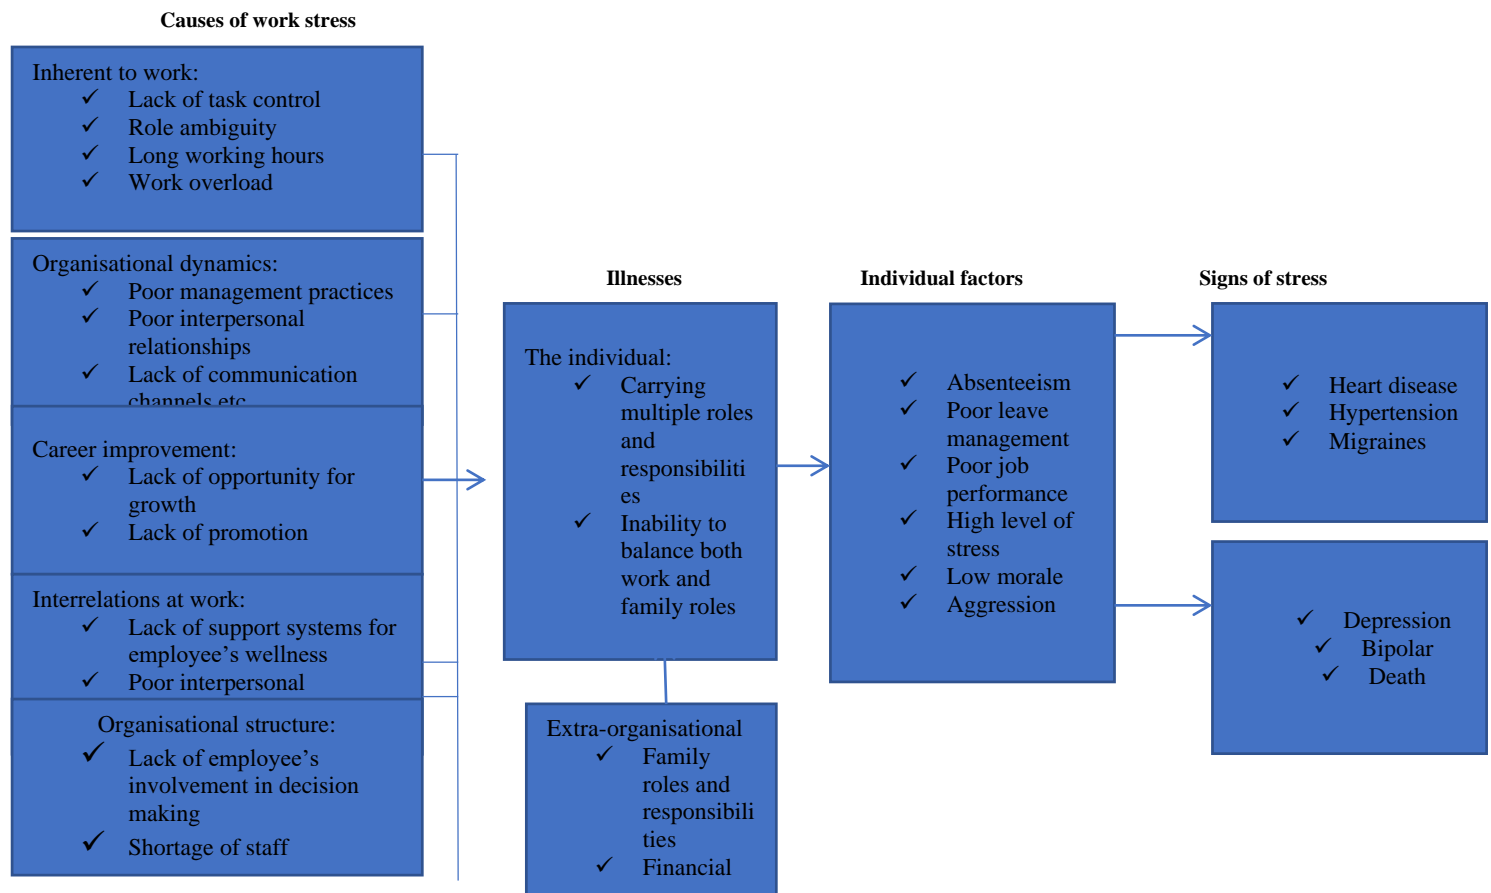 Causes of work stress
Inherent to work:
✓ Lack of task control
✓ Role ambiguity
✓ Long working hours
✓ Work overload
Organisational dynamics:
✓ Poor management practices
✓ Poor interpersonal
relationships
✓ Lack of communication
channels etc
Career improvement:
✓ Lack of opportunity for
growth
✓ Lack of promotion
Interrelations at work:
✓ Lack of support systems for
employee’s wellness
✓ Poor interpersonal
Organisational structure:
✓ Lack of employee’s
involvement in decision
making
✓ Shortage of staff
Illnesses
The individual:
✓ Carrying
multiple roles
and
responsibiliti
es
✓ Inability to
balance both
work and
family roles
Extra-organisational
✓ Family
roles and
responsibili
ties
✓ Financial
Individual factors
✓ Absenteeism
✓ Poor leave
management
✓ Poor job
performance
✓ High level of
stress
✓ Low morale
✓ Aggression
Signs of stress
✓ Heart disease
✓ Hypertension
✓ Migraines
✓ Depression
✓ Bipolar
✓ Death